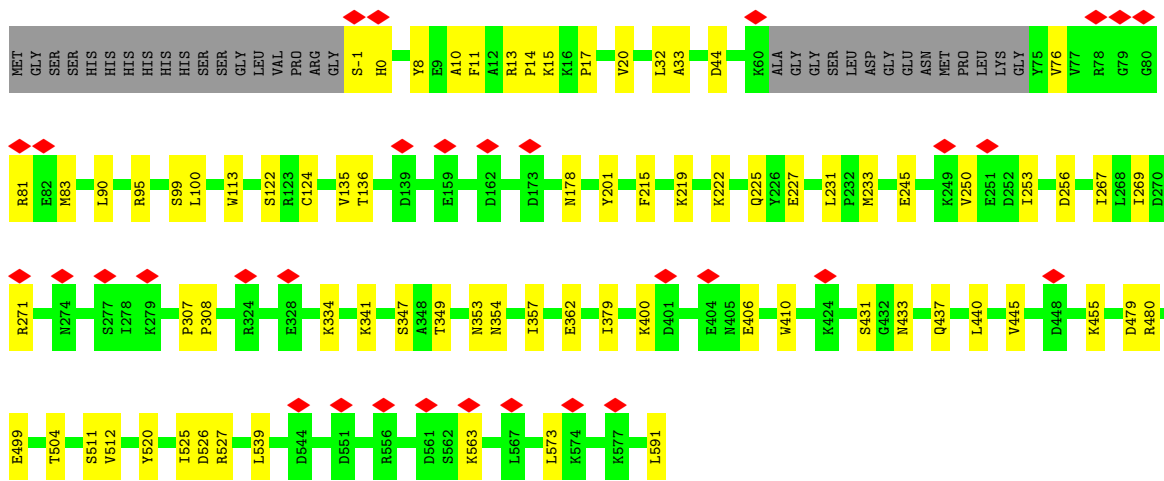 MET GLY SER SER HIS HIS HIS HIS HIS HIS SER SER GLY LEU VAL PRO ARG GLY S-1 H0 Y8 E9 A10 F11 A12 R13 P14 K15 K16 P17 V20 L32 A33 D44 K60 ALA GLY GLY SER LEU ASP GLY GLU ASN MET PRO LEU LYS GLY Y75 V76 V77 R78 G79 G80
R81 E82 M83 L90 R95 S99 L100 W113 S122 R123 C124 V135 T136 D139 E159 D162 D173 N178 Y201 F215 K219 K222 Q225 Y226 E227 L231 P232 M233 E245 K249 V250 E251 D252 I253 D256 I267 L268 I269 D270
R271 N274 S277 I278 K279 P307 P308 R324 E328 K334 K341 S347 A348 T349 N353 N354 I357 E362 I379 K400 D401 E404 N405 E406 W410 K424 S431 G432 N433 Q437 L440 V445 D448 K455 D479 R480
E499 T504 S511 V512 Y520 I525 D526 R527 L539 D544 D551 R556 D561 S562 K563 L567 L573 K574 K577 L591